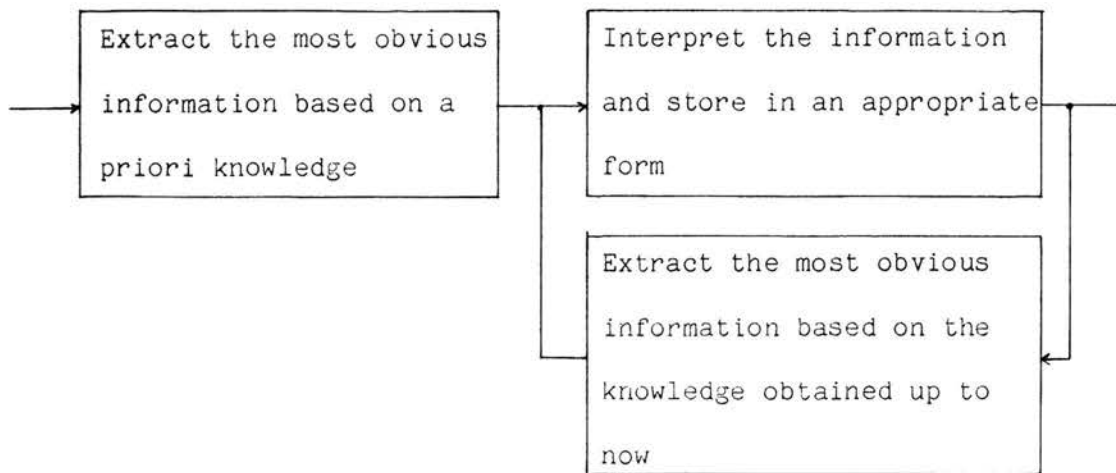 Extract the most obvious
information based on a
priori knowledge
Interpret the information
and store in an appropriate
form
Extract the most obvious
information based on the
knowledge obtained up to
now